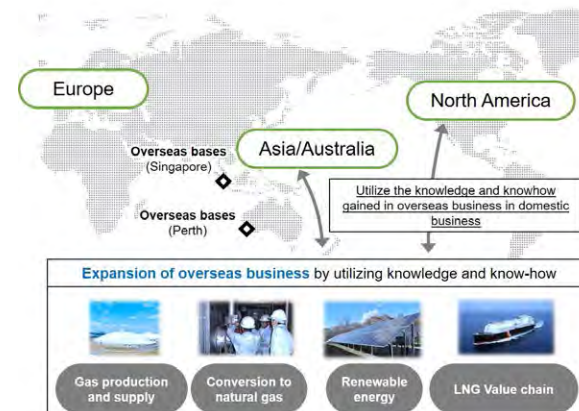 Europe
North America
Overseas bases
(Singapore)
Asia/Australia
Overseas bases
(Perth)
Utilize the knowledge and knowhow
gained in overseas business in domestic
business
Expansion of overseas business by utilizing knowledge and know-how
Gas production
and supply
Conversion to
natural gas
Renewable
energy
LNG Value chain